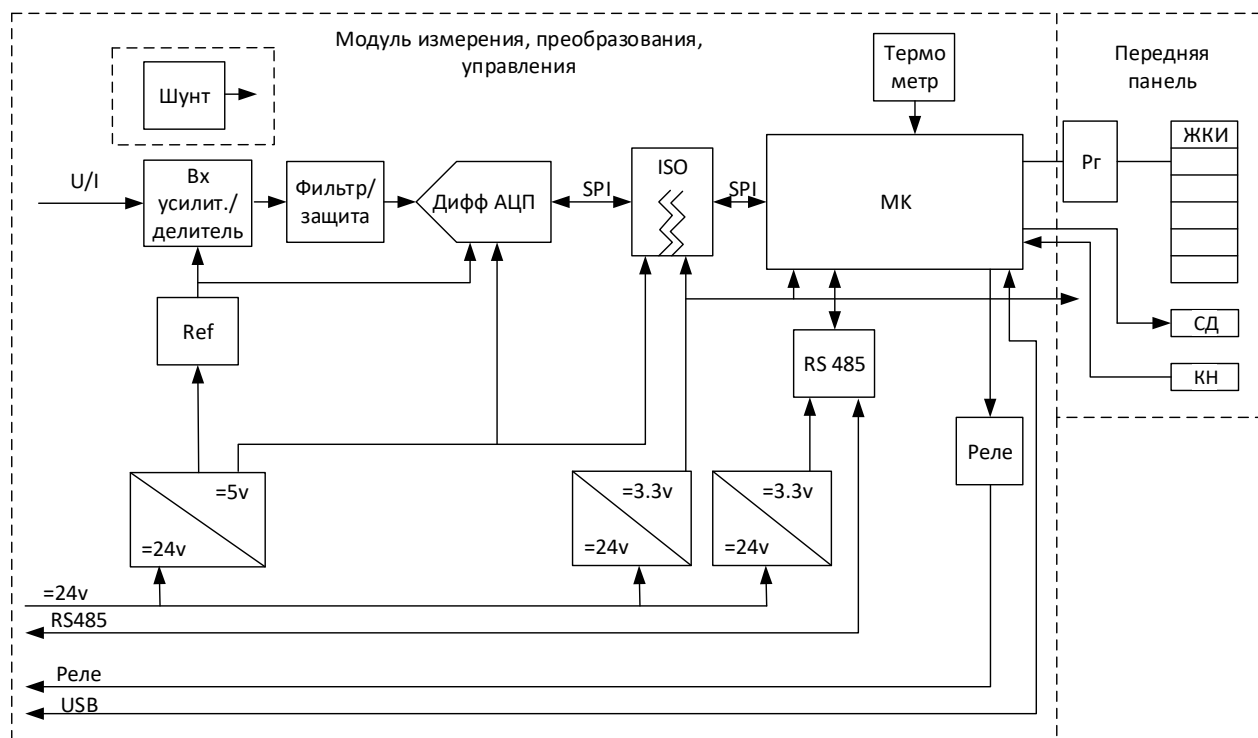 Модуль измерения, преобразования,
управления
Передняя
панель
Шунт
Термо
метр
U/I
Вх
усилит./
делитель
Фильтр/
защита
Дифф АЦП
SPI
ISO
SPI
МК
Рг
ЖКИ
Ref
RS 485
СД
КН
Реле
=5v
=24v
=3.3v
=24v
=3.3v
=24v
=24v
RS485
Реле
USB